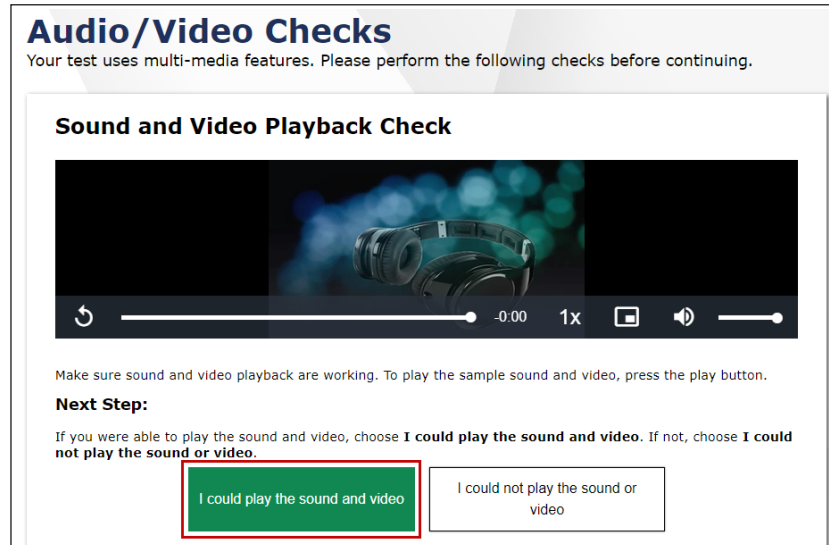 Audio/Video Checks
Your test uses multi-media features. Please perform the following checks before continuing.
Sound and Video Playback Check
-0:00 1x
Make sure sound and video playback are working. To play the sample sound and video, press the play button.
Next Step:
If you were able to play the sound and video, choose I could play the sound and video. If not, choose I could
not play the sound or video.
I could play the sound and video
I could not play the sound or
video